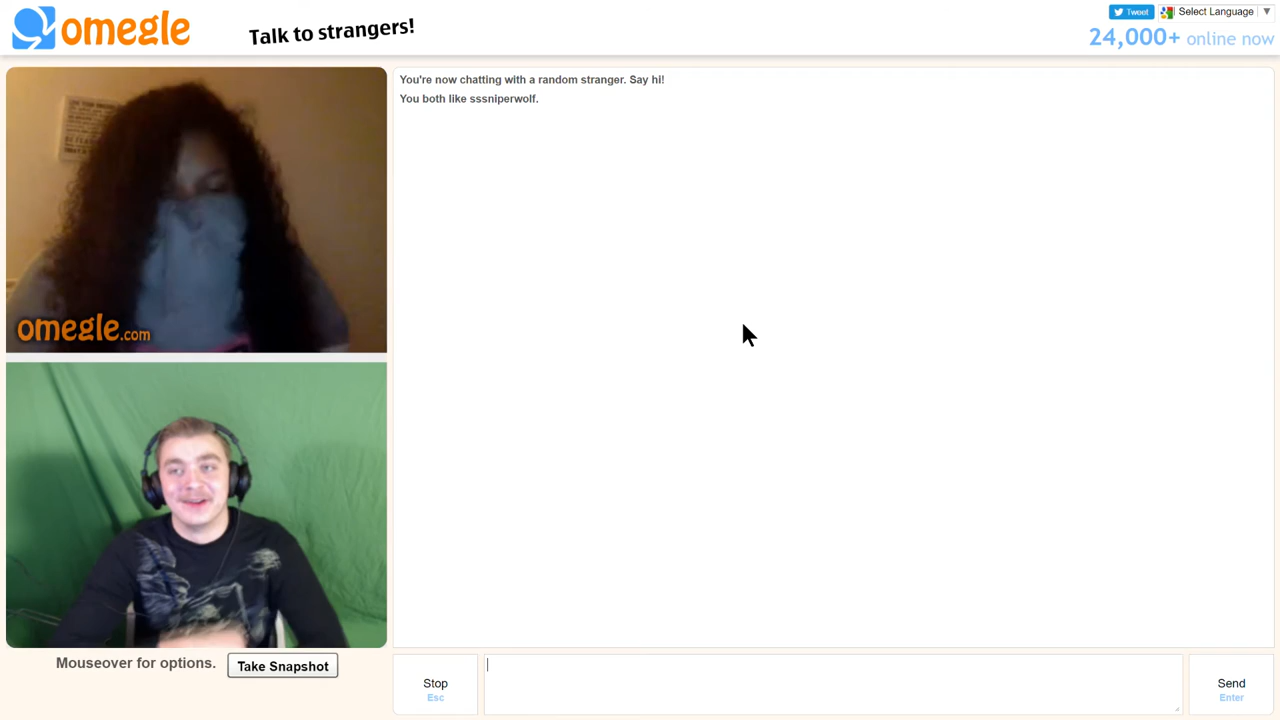 omegle
Talk to strangers!
Tweet
Select Language
24,000+ online now
You're now chatting with a random stranger. Say hi!
You both like sssniperwolf.
omegle.com
Mouseover for options.
Take Snapshot
Stop
Esc
Send
Enter